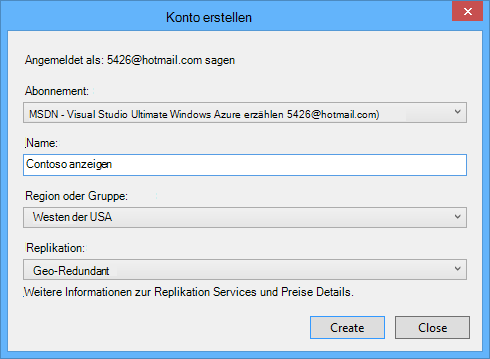 Konto erstellen
Angemeldet als: 5426@hotmail.com sagen
Abonnement:
MSDN - Visual Studio Ultimate Windows Azure erzählen 5426@hotmail.com)
Name:
Contoso anzeigen
Region oder Gruppe:
Westen der USA
Replikation:
Geo-Redundant
Weitere Informationen zur Replikation Services und Preise Details.
Create
Close